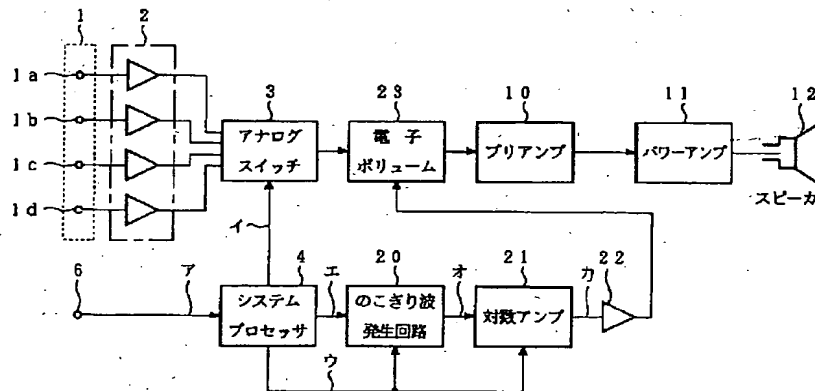 1
2
1a
1b
1c
1d
3
アナログ
スイッチ
23
電子
ボリューム
10
プリアンプ
11
パワーアンプ
12
スピーカ
イ
6
ア
4
システム
プロセッサ
エ
20
のこぎり波
発生回路
オ
21
対数アンプ
カ
22
ウ